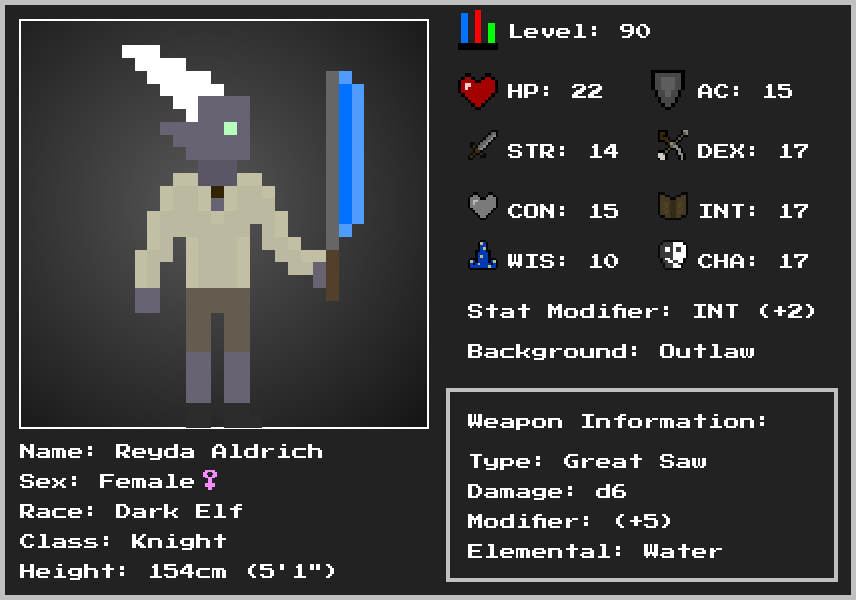 Level: 90
HP: 22 AC: 15
STR: 14 DEX: 17
CON: 15 INT: 17
WIS: 10 CHA: 17
Stat Modifier: INT (+2)
Background: Outlaw
Weapon Information:
Type: Great Saw
Damage: d6
Modifier: (+5)
Elemental: Water
Name: Reyda Aldrich
Sex: Female♀
Race: Dark Elf
Class: Knight
Height: 154cm (5'1")